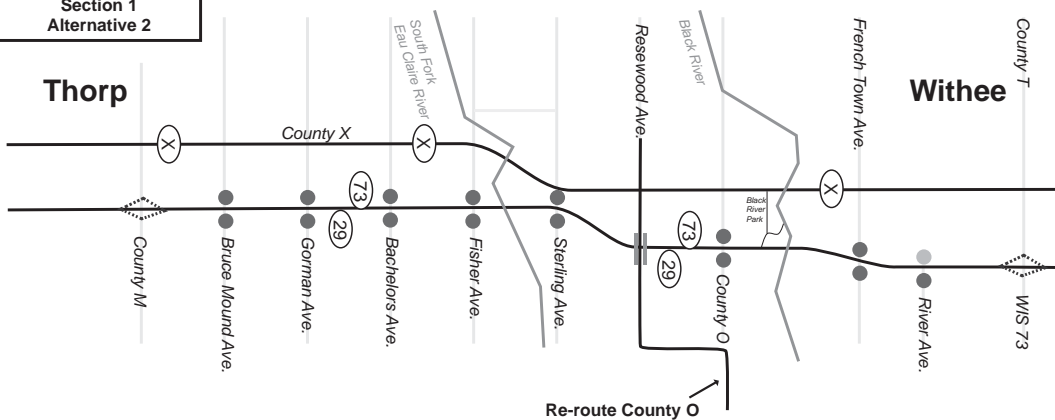 Section 1
Alternative 2
Thorp
Withee
South Fork
Eau Claire River
Resewood Ave.
Black River
French Town Ave.
County T
X
County X
X
X
73
29
73
29
Black
River
Park
County M
Bruce Mound Ave.
Gorman Ave.
Bachelors Ave.
Fisher Ave.
Sterling Ave.
County O
River Ave.
WIS 73
Re-route County O